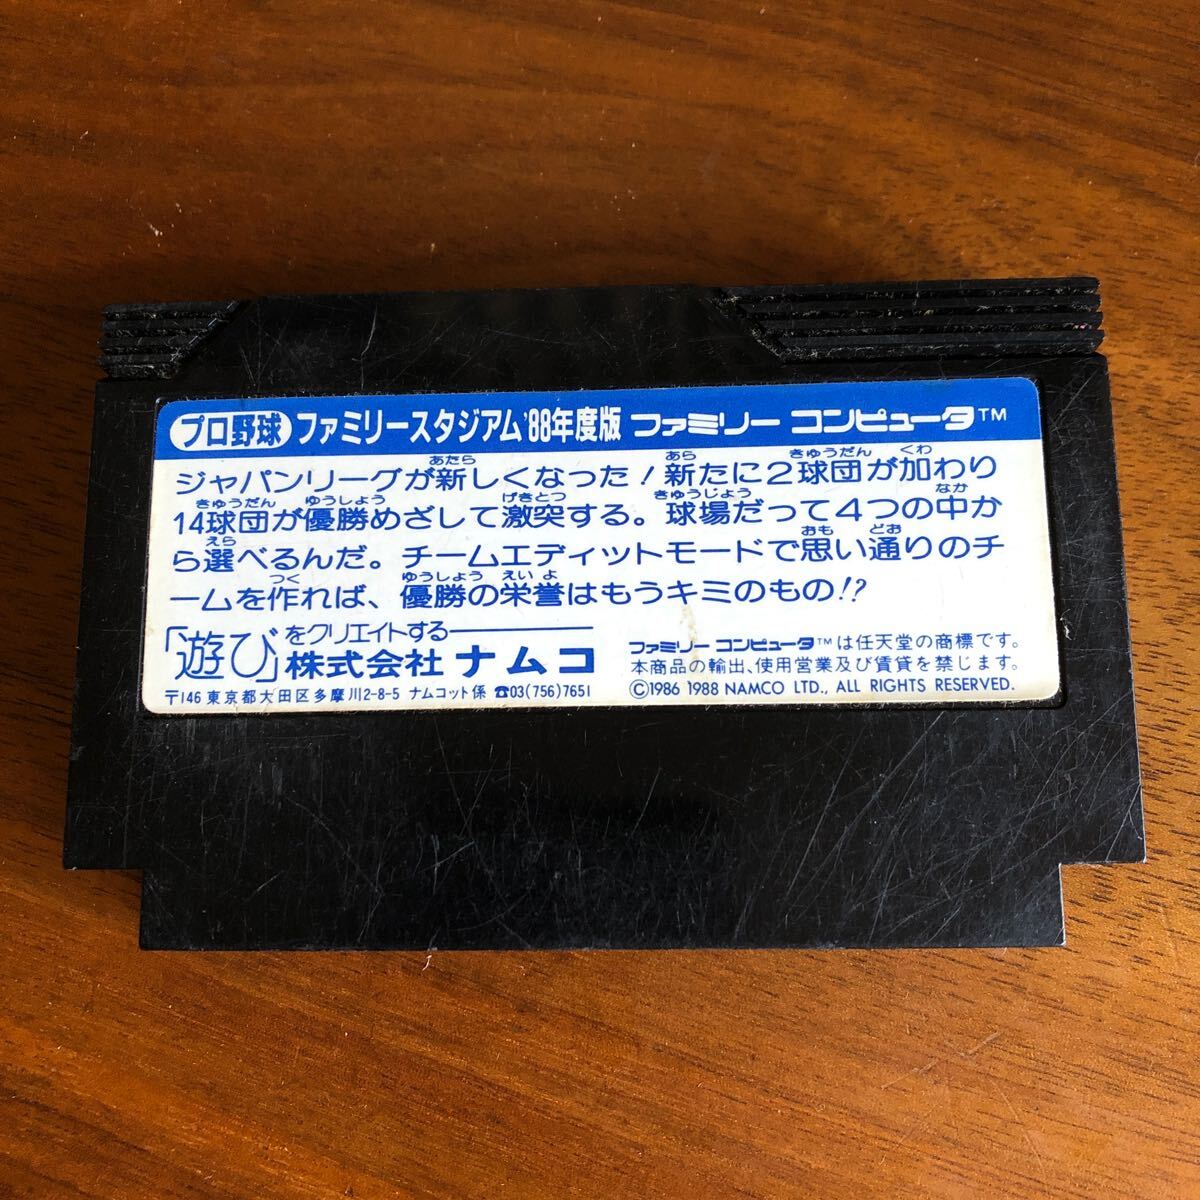 プロ野球 ファミリースタジアム'88年度版 ファミリー コンピュータ™
ジャパンリーグが新しくなった!新たに2球団が加わり
14球団が優勝めざして激突する。球場だって4つの中か
ら選べるんだ。チームエディットモードで思い通りのチ
ームを作れば、優勝の栄誉はもうキミのもの!?
「遊び」をクリエイトする
株式会社 ナムコ
〒146 東京都大田区多摩川2-8-5 ナムコット係 ☎03(756)7651
ファミリー コンピュータ™は任天堂の商標です。
本商品の輸出、使用営業及び賃貸を禁じます。
©1986 1988 NAMCO LTD., ALL RIGHTS RESERVED.